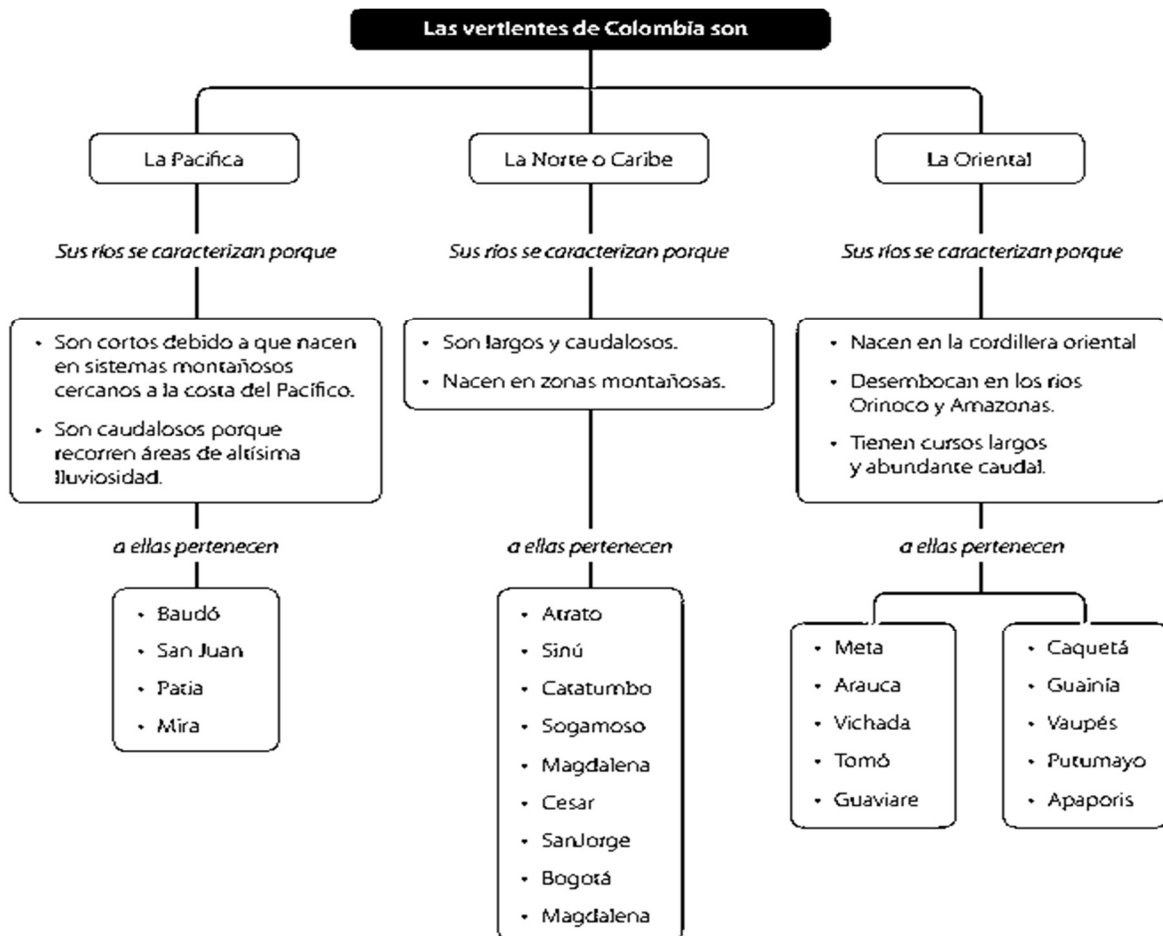 Las vertientes de Colombia son
La Pacifica
La Norte o Caribe
La Oriental
Sus ríos se caracterizan porque
Sus ríos se caracterizan porque
Sus ríos se caracterizan porque
• Son cortos debido a que nacen
en sistemas montañosos
cercanos a la costa del Pacífico.
• Son caudalosos porque
recorren áreas de altísima
lluviosidad.
• Son largos y caudalosos.
• Nacen en zonas montañosas.
• Nacen en la cordillera oriental
• Desembocan en los ríos
Orinoco y Amazonas.
• Tienen cursos largos
y abundante caudal.
a ellas pertenecen
a ellas pertenecen
a ellas pertenecen
• Baudó
• San Juan
• Patia
• Mira
• Atrato
• Sinú
• Catatumbo
• Sogamoso
• Magdalena
• Cesar
• SanJorge
• Bogotá
• Magdalena
• Meta
• Arauca
• Vichada
• Tomó
• Guaviare
• Caquetá
• Guainía
• Vaupés
• Putumayo
• Apaporis